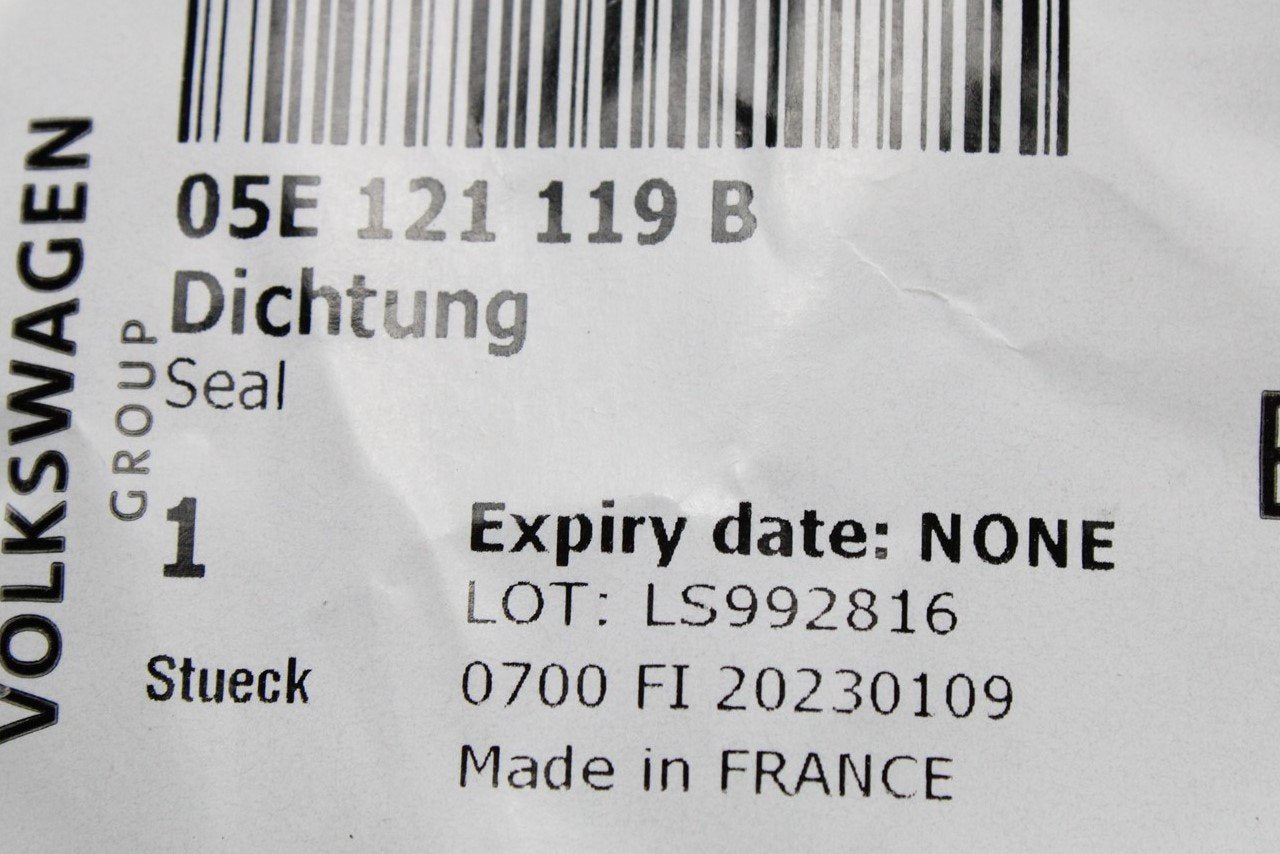 VOLKSWAGEN
GROUP
05E 121 119 B
Dichtung
Seal
1
Stueck
Expiry date: NONE
LOT: LS992816
0700 FI 20230109
Made in FRANCE